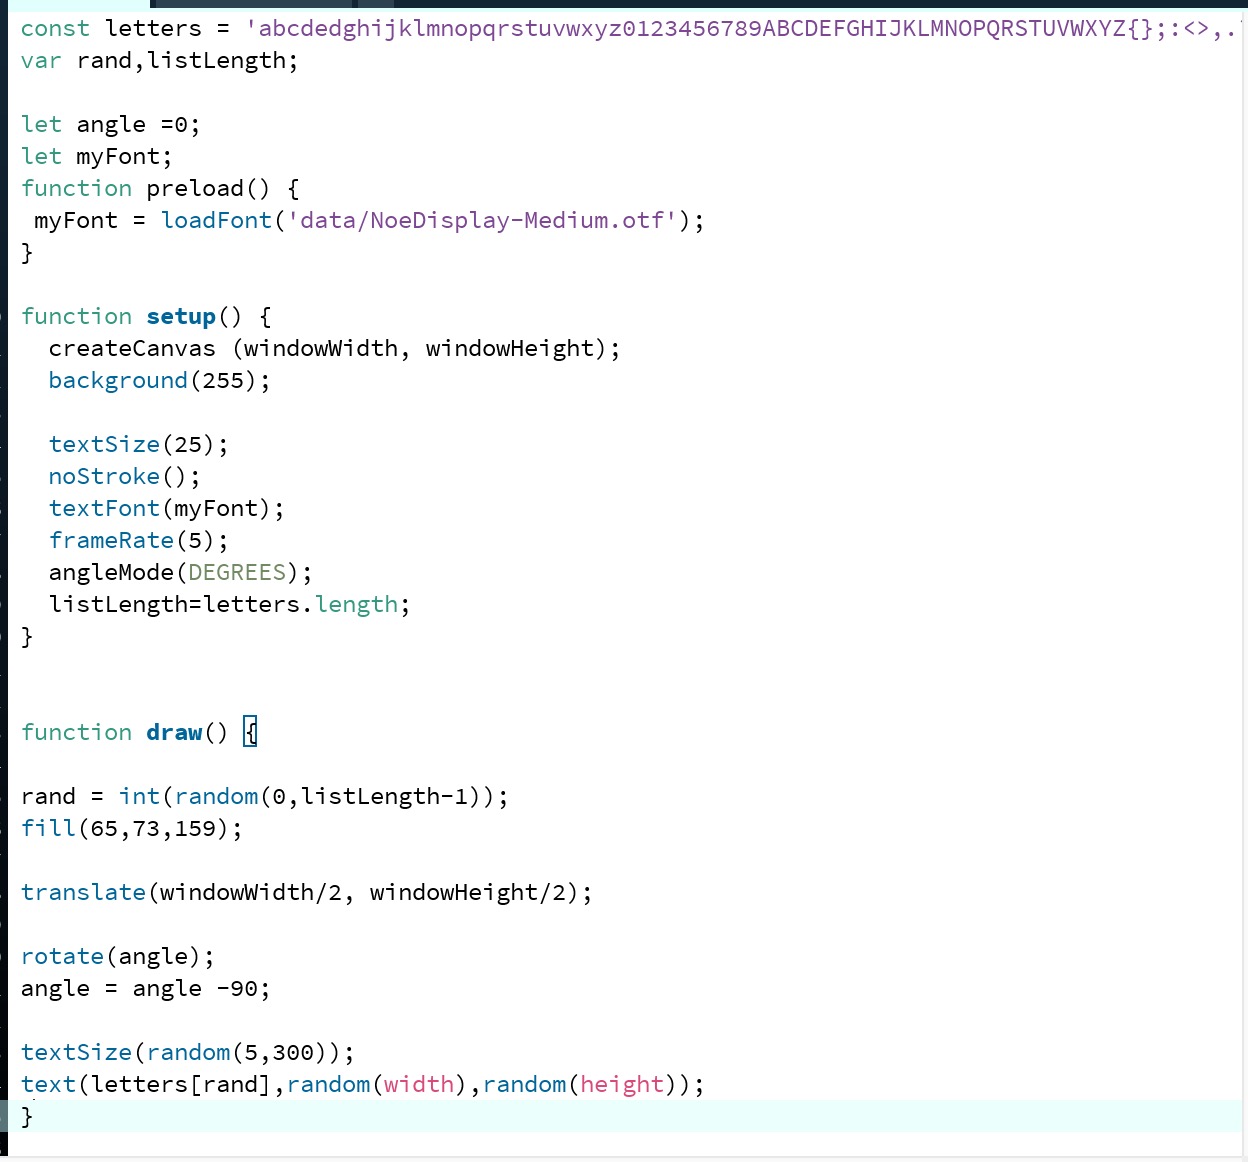 const letters = 'abcdedghijklmnopqrstuvwxyz0123456789ABCDEFGHIJKLMNOPQRSTUVWXYZ{};:<>,.
var rand,listLength;
let angle =0;
let myFont;
function preload() {
myFont = loadFont('data/NoeDisplay-Medium.otf');
}
function setup() {
createCanvas (windowWidth, windowHeight);
background(255);
textSize(25);
noStroke();
textFont(myFont);
frameRate(5);
angleMode(DEGREES);
listLength=letters.length;
}
function draw() {
rand = int(random(0,listLength-1));
fill(65,73,159);
translate(windowWidth/2, windowHeight/2);
rotate(angle);
angle = angle -90;
textSize(random(5,300));
text(letters[rand],random(width),random(height));
}